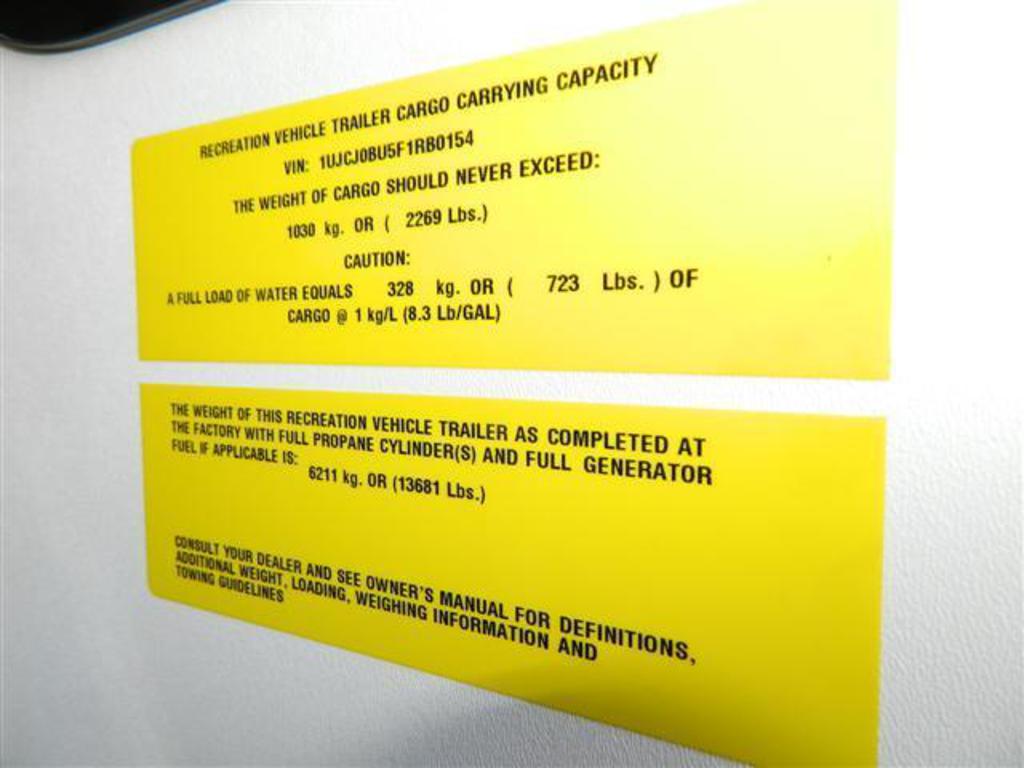 RECREATION VEHICLE TRAILER CARGO CARRYING CAPACITY
VIN: 1UJCJ0BU5F1RB0154
THE WEIGHT OF CARGO SHOULD NEVER EXCEED:
1030 kg. OR ( 2269 Lbs.)
CAUTION:
A FULL LOAD OF WATER EQUALS 328 kg. OR ( 723 Lbs. ) OF
CARGO @ 1 kg/L (8.3 Lb/GAL)
THE WEIGHT OF THIS RECREATION VEHICLE TRAILER AS COMPLETED AT
THE FACTORY WITH FULL PROPANE CYLINDER(S) AND FULL GENERATOR
FUEL IF APPLICABLE IS:
6211 kg. OR (13681 Lbs.)
CONSULT YOUR DEALER AND SEE OWNER'S MANUAL FOR DEFINITIONS,
ADDITIONAL WEIGHT, LOADING, WEIGHING INFORMATION AND
TOWING GUIDELINES